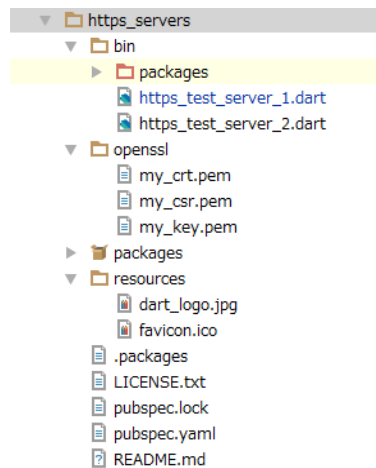 https_servers
bin
packages
https_test_server_1.dart
https_test_server_2.dart
openssl
my_crt.pem
my_csr.pem
my_key.pem
packages
resources
dart_logo.jpg
favicon.ico
.packages
LICENSE.txt
pubspec.lock
pubspec.yaml
README.md